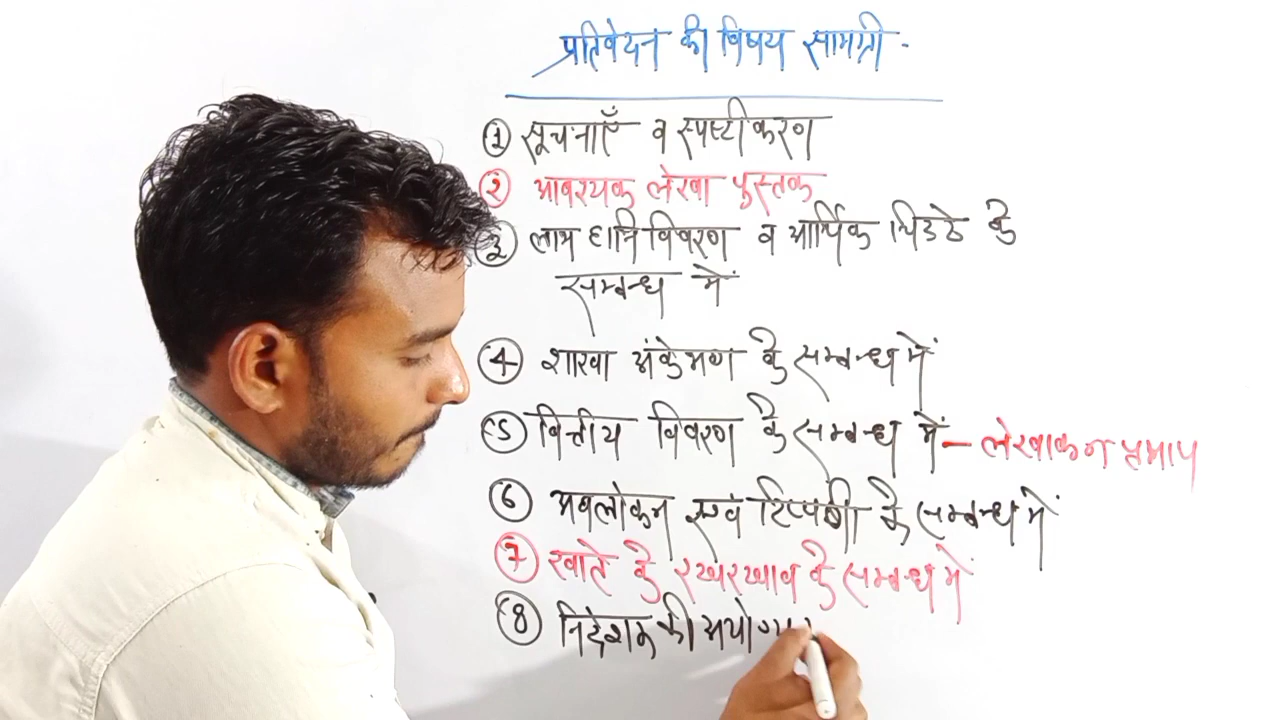 प्रतिवेदन की विषय सामग्री -
① सूचनाएँ व स्पष्टीकरण
② आवश्यक लेखा पुस्तक
③ लाभ हानि विवरण व आर्थिक चिट्ठे के
सम्बन्ध में
④ शाखा अंकेक्षण के सम्बन्ध में
⑤ वित्तीय विवरण के सम्बन्ध में - लेखाकन प्रमाप
⑥ अवलोकन एवं टिप्पणी के सम्बन्ध में
⑦ खाते के रखरखाव के सम्बन्ध में
⑧ निदेशक की अयोग्य